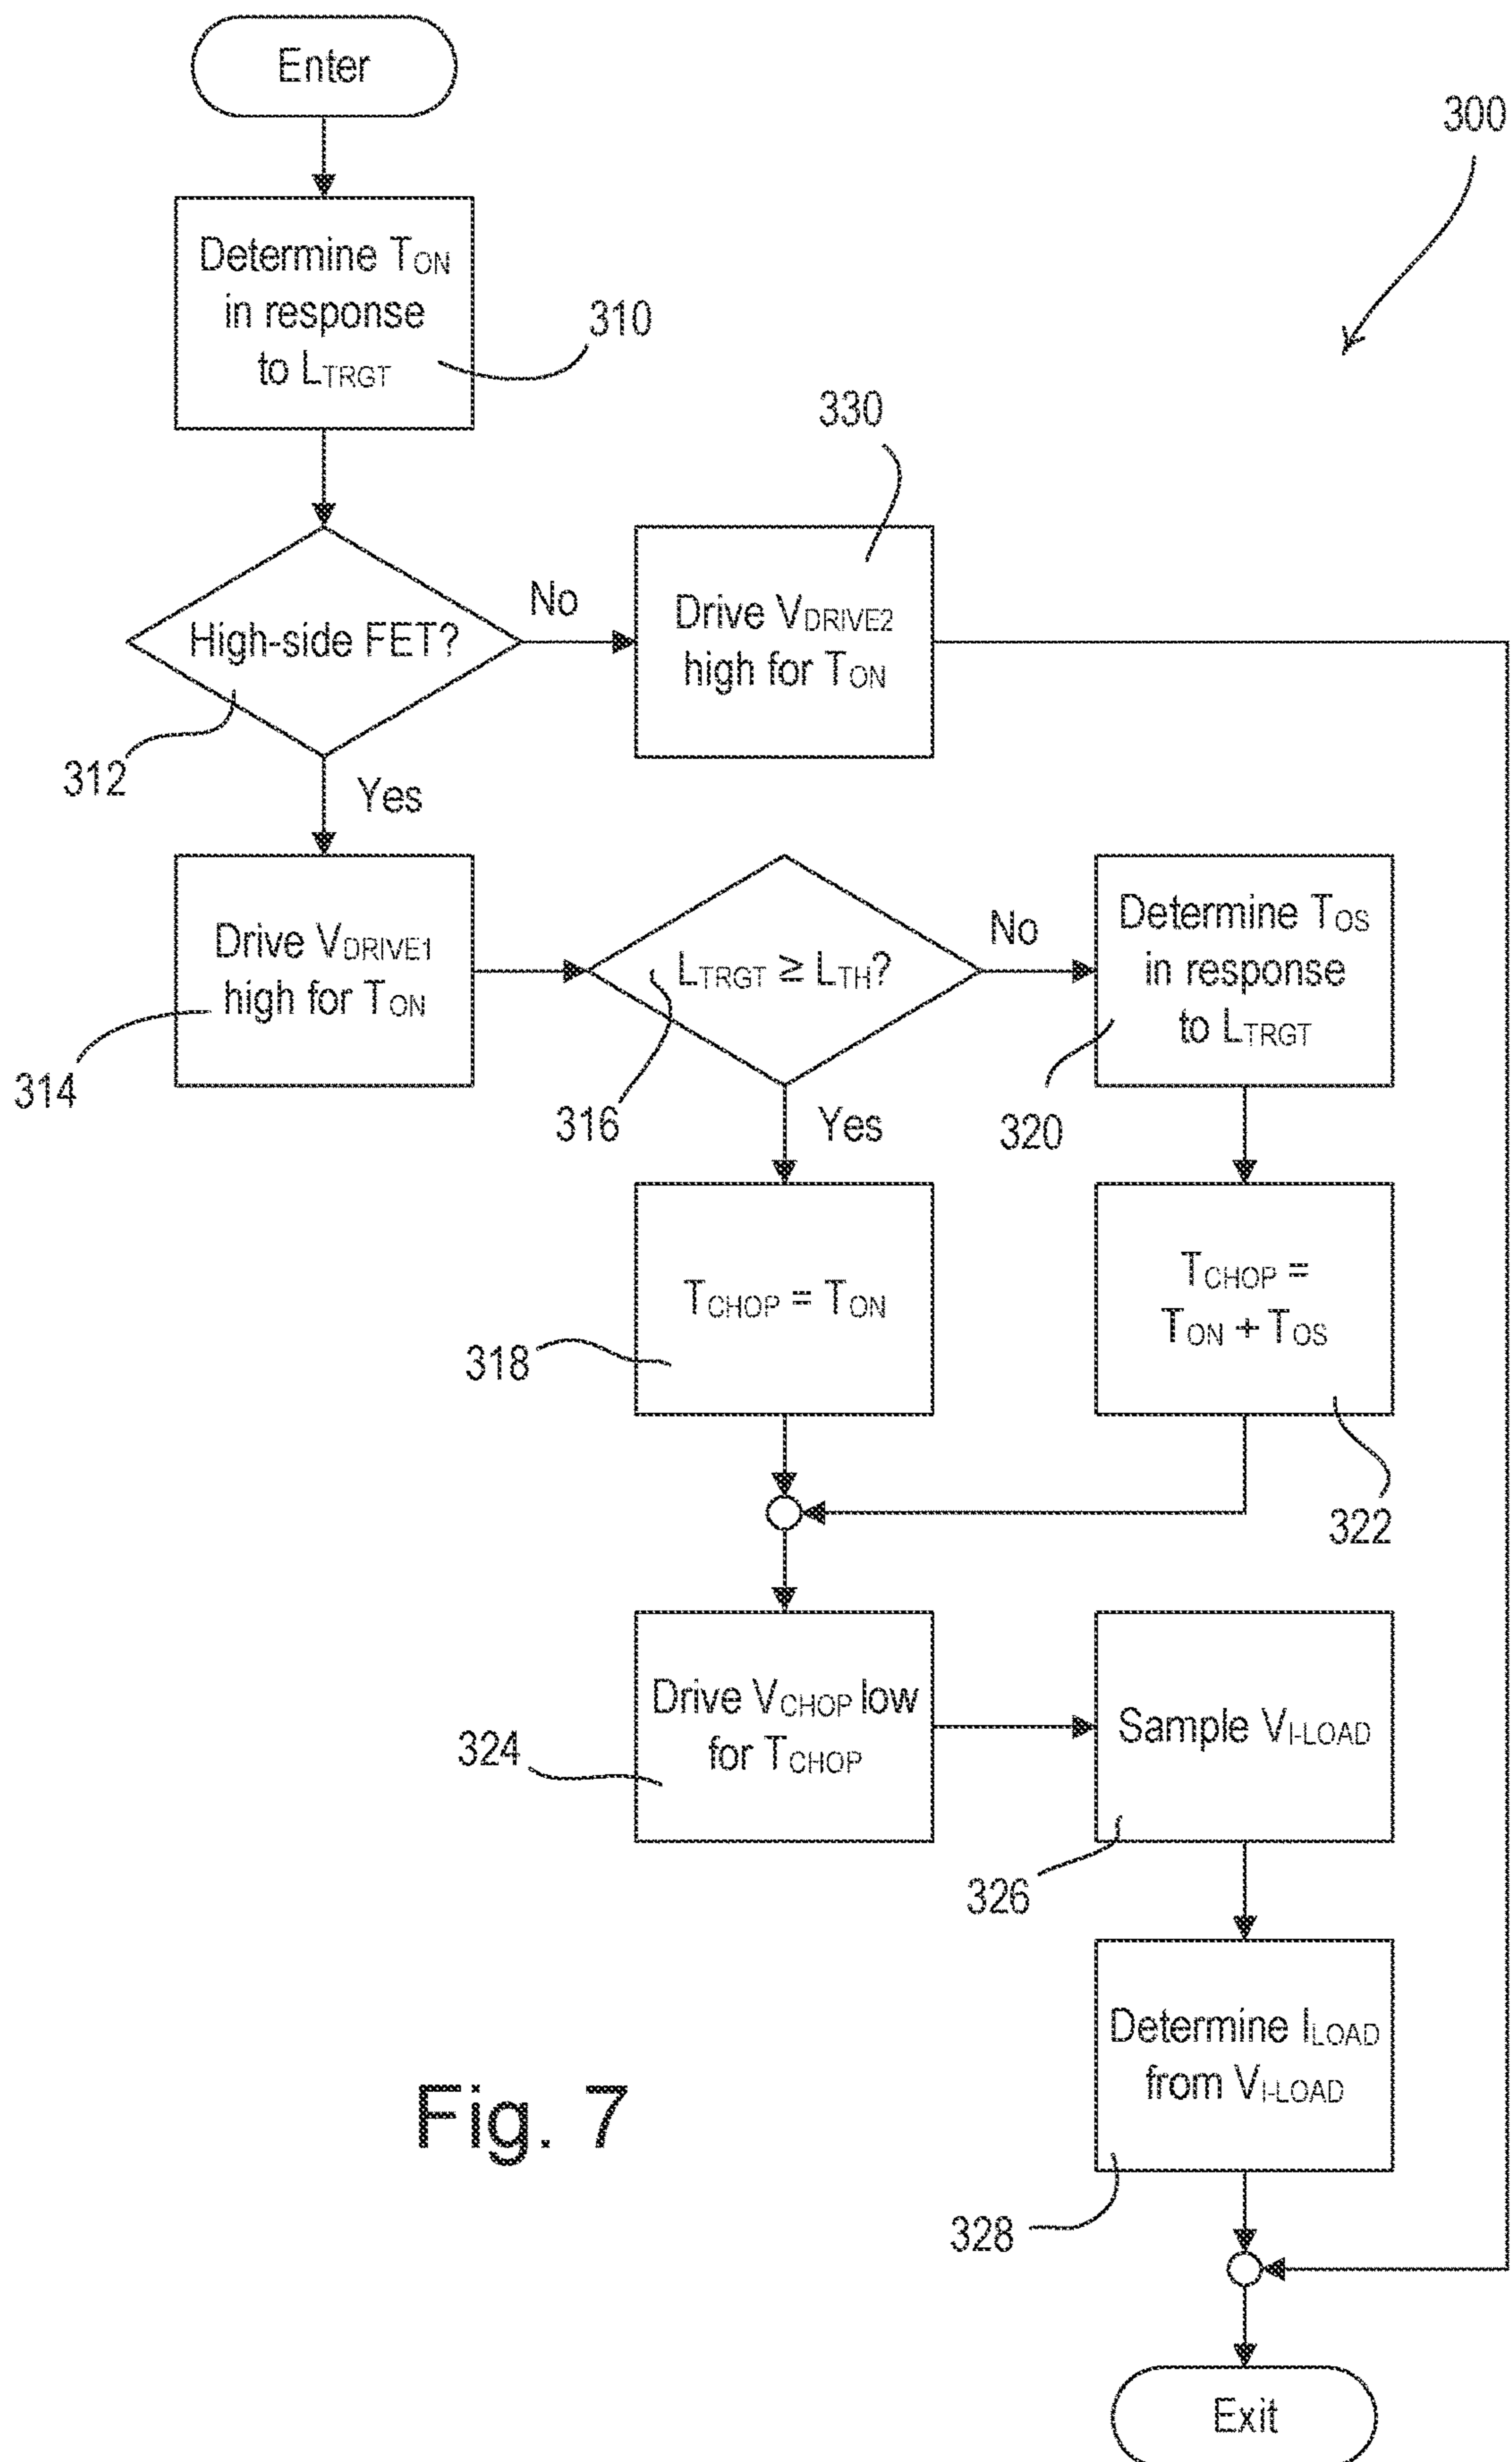 Enter
300
Determine TON
in response
to LTRGT
310
330
High-side FET?
No
Drive VDRIVE2
high for TON
312
Yes
Drive VDRIVE1
high for TON
314
LTRGT ≥ LTH?
316
No
Yes
Determine TOS
in response
to LTRGT
320
TCHOP = TON
318
TCHOP =
TON + TOS
322
Drive VCHOP low
for TCHOP
324
Sample VI-LOAD
326
Determine ILOAD
from VI-LOAD
328
Fig. 7
Exit